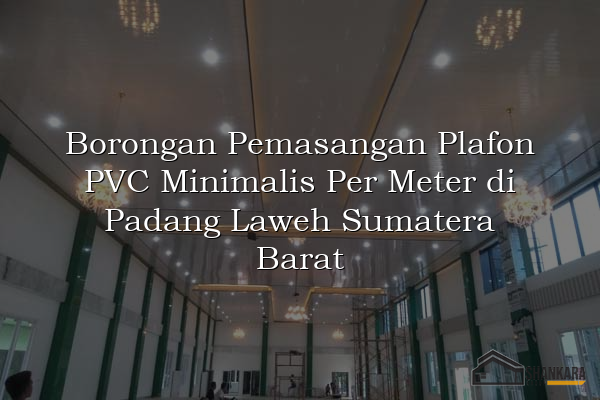 Borongan Pemasangan Plafon
PVC Minimalis Per Meter di
Padang Laweh Sumatera
Barat